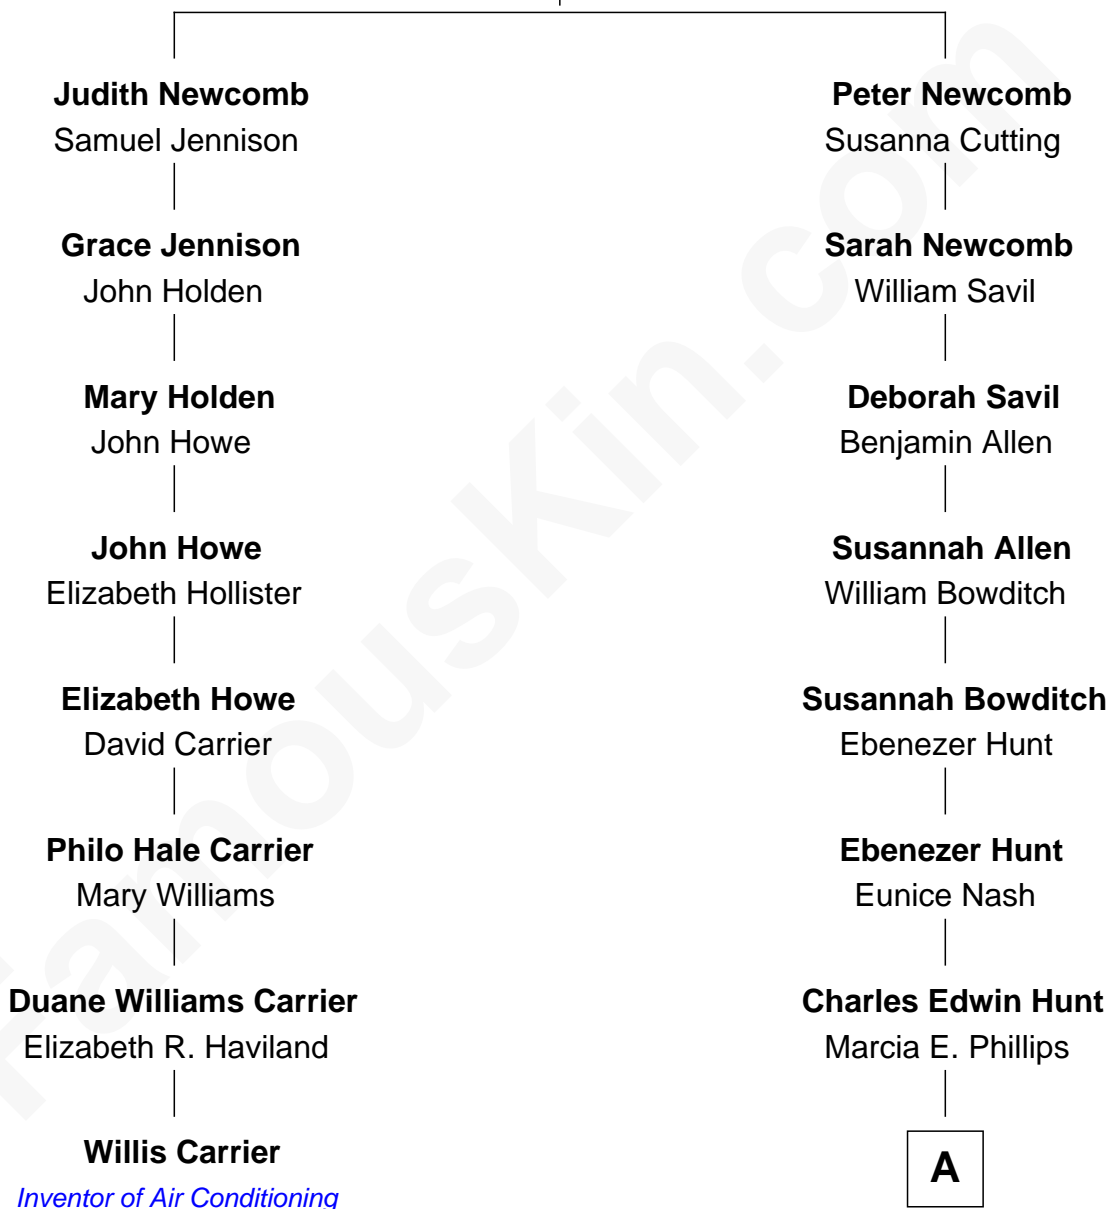 Judith Newcomb
Samuel Jennison
Grace Jennison
John Holden
Mary Holden
John Howe
John Howe
Elizabeth Hollister
Elizabeth Howe
David Carrier
Philo Hale Carrier
Mary Williams
Duane Williams Carrier
Elizabeth R. Haviland
Willis Carrier
Inventor of Air Conditioning
Peter Newcomb
Susanna Cutting
Sarah Newcomb
William Savil
Deborah Savil
Benjamin Allen
Susannah Allen
William Bowditch
Susannah Bowditch
Ebenezer Hunt
Ebenezer Hunt
Eunice Nash
Charles Edwin Hunt
Marcia E. Phillips
A
FamousKin.com